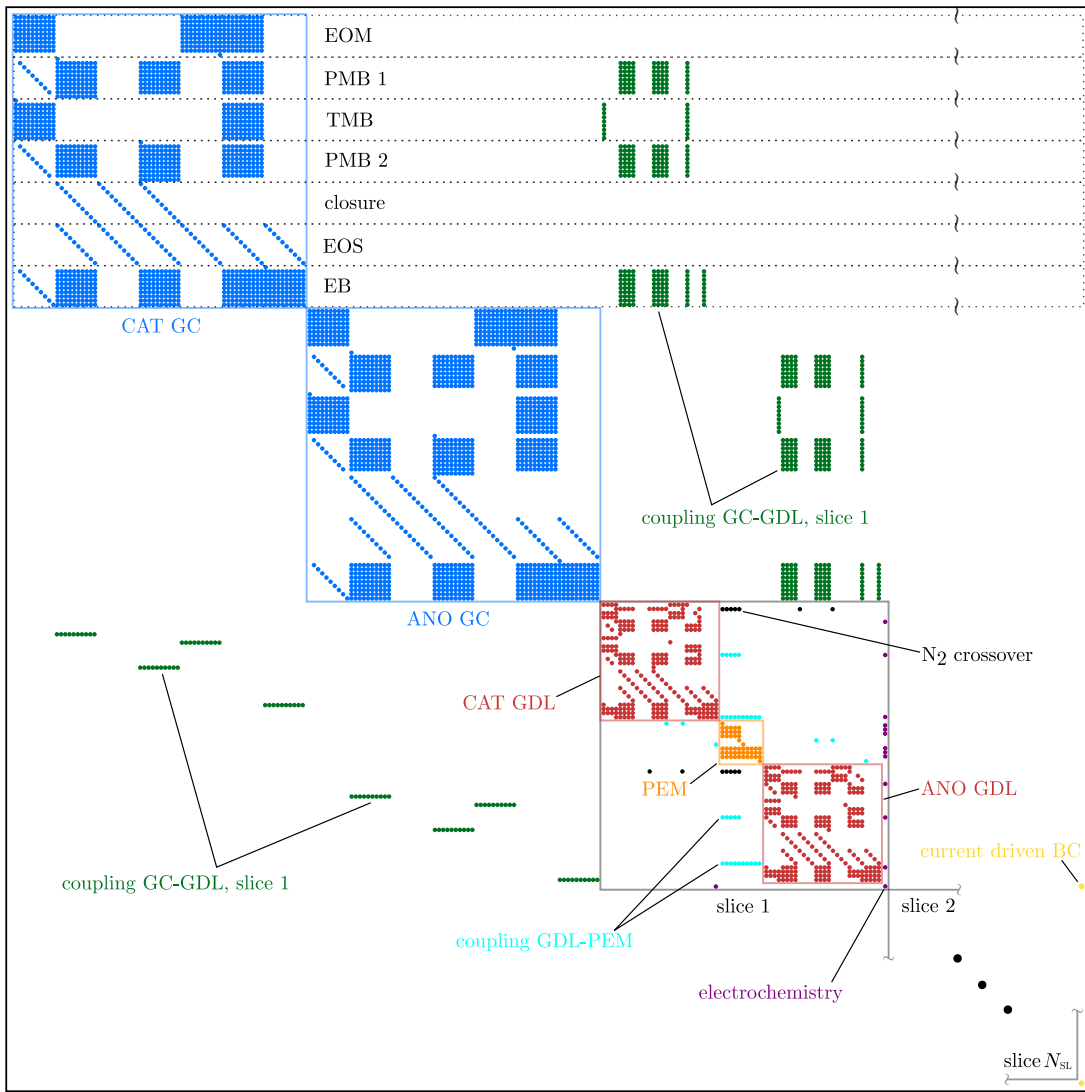 EOM
PMB 1
TMB
PMB 2
closure
EOS
EB
CAT GC
coupling GC-GDL, slice 1
ANO GC
N2 crossover
CAT GDL
PEM
ANO GDL
current driven BC
coupling GC-GDL, slice 1
slice 1
slice 2
coupling GDL-PEM
electrochemistry
slice NSL